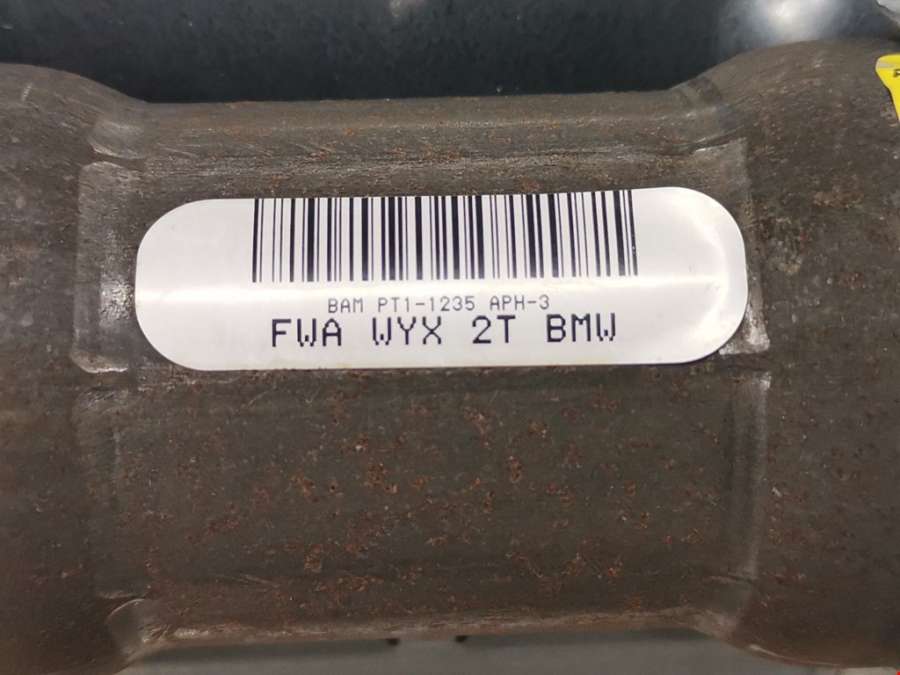 BAM PT1-1235 APH-3
FWA WYX 2T BMW